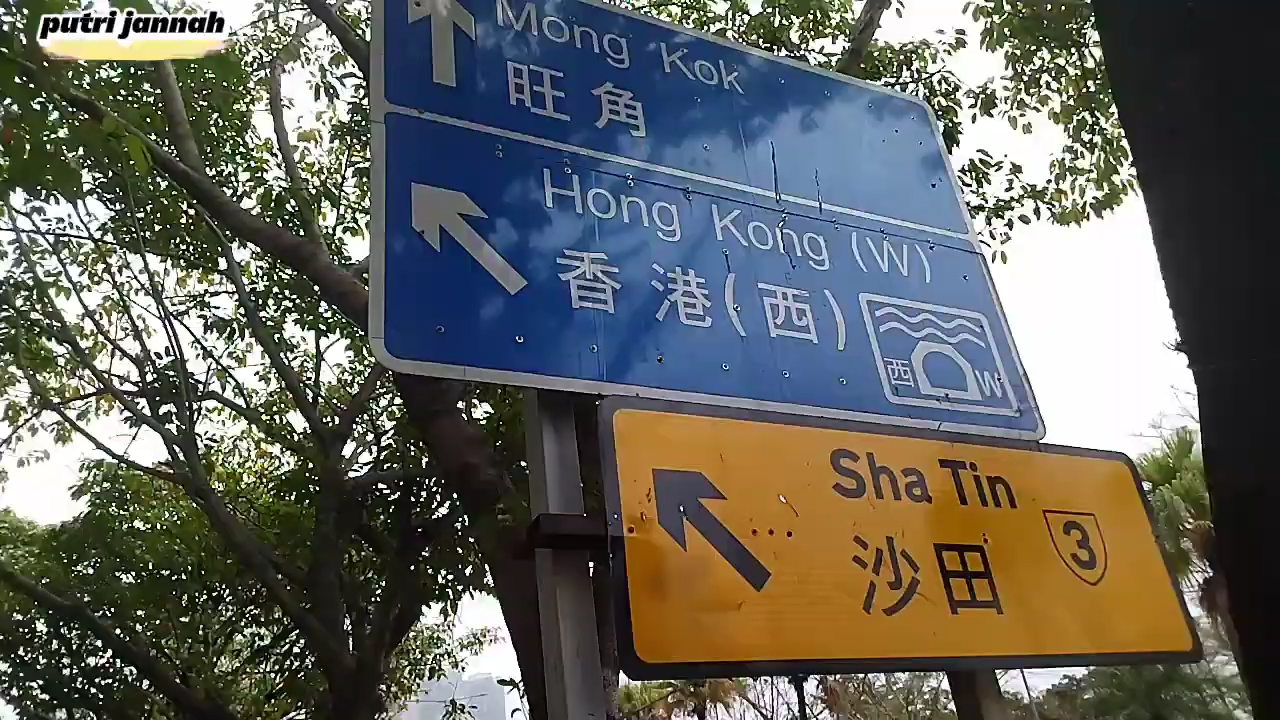 putri jannah
Mong Kok
旺角
Hong Kong (W)
香港(西)
西 W
Sha Tin
沙田
3